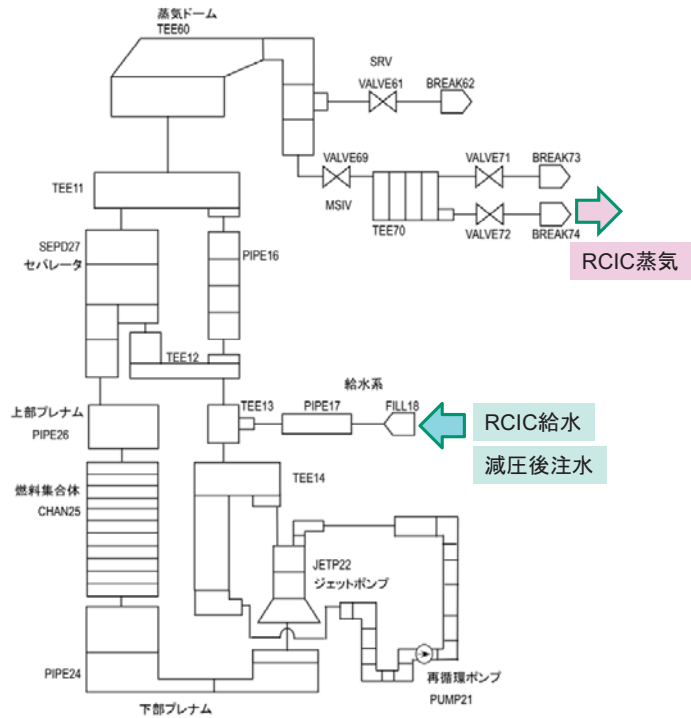 蒸気ドーム
TEE60
SRV
VALVE61
BREAK62
VALVE69
VALVE71
BREAK73
TEE11
MSIV
TEE70
VALVE72
BREAK74
RCIC蒸気
SEPD27
セパレータ
PIPE16
TEE12
給水系
上部プレナム
PIPE26
TEE13
PIPE17
FILL18
RCIC給水
減圧後注水
燃料集合体
CHAN25
TEE14
JETP22
ジェットポンプ
PIPE24
再循環ポンプ
PUMP21
下部プレナム